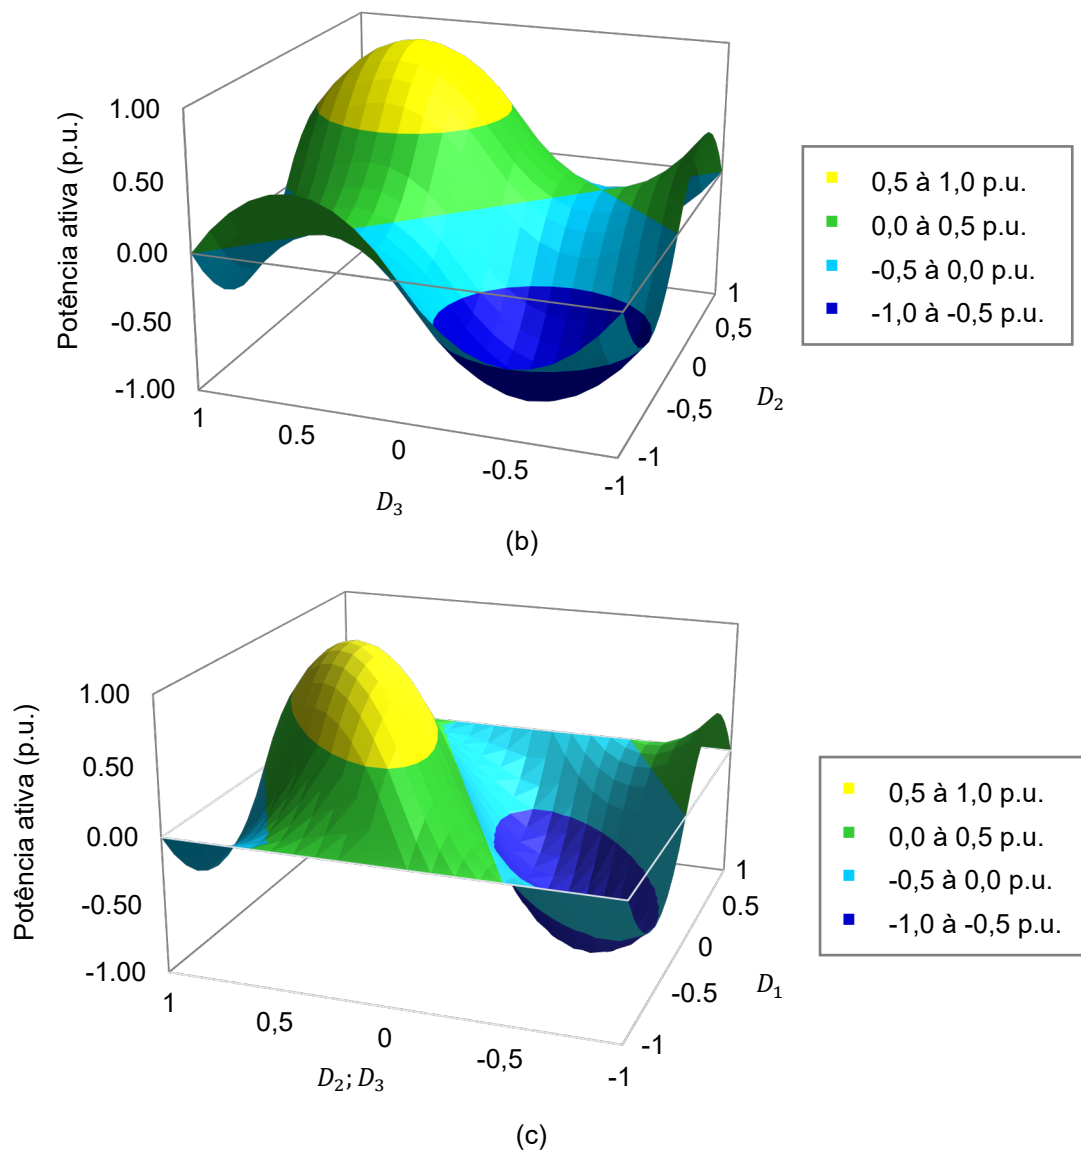 Potência ativa (p.u.)
1.00
0.50
0.00
-0.50
-1.00
1
0.5
0
-0.5
-1
D₃
-1
-0,5
0
0,5
1
D₂
0,5 à 1,0 p.u.
0,0 à 0,5 p.u.
-0,5 à 0,0 p.u.
-1,0 à -0,5 p.u.
(b)
Potência ativa (p.u.)
1.00
0.50
0.00
-0.50
-1.00
1
0,5
0
-0,5
-1
D₂; D₃
-1
-0.5
0
0.5
1
D₁
0,5 à 1,0 p.u.
0,0 à 0,5 p.u.
-0,5 à 0,0 p.u.
-1,0 à -0,5 p.u.
(c)